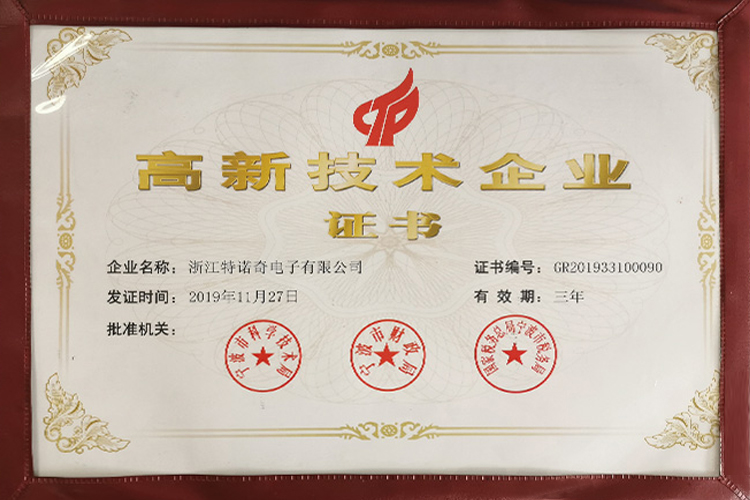 高新技术企业
证书
企业名称：浙江特诺奇电子有限公司 证书编号：GR201933100090
发证时间：2019年11月27日 有效期：三年
批准机关：
宁波市科学技术局 宁波市财政局 国家税务总局宁波市税务局